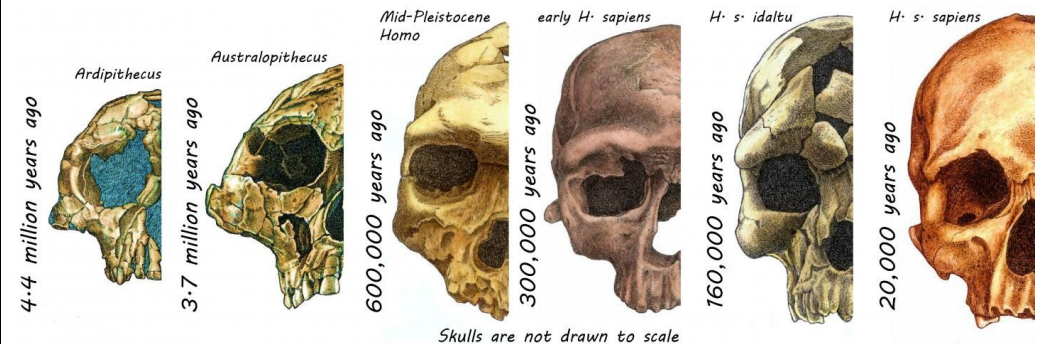 Ardipithecus
4.4 million years ago
Australopithecus
3.7 million years ago
Mid-Pleistocene
Homo
600,000 years ago
early H. sapiens
300,000 years ago
H. s. idaltu
160,000 years ago
H. s. sapiens
20,000 years ago
Skulls are not drawn to scale